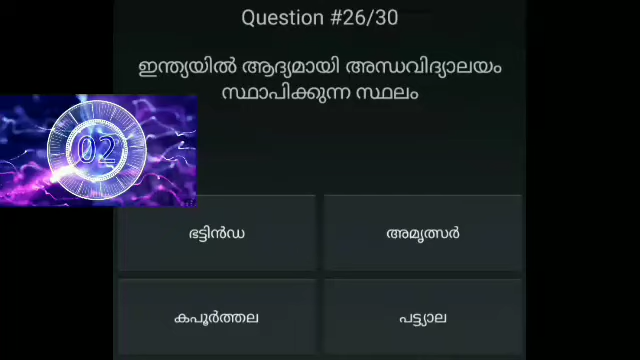 Question #26/30
ഇന്ത്യയിൽ ആദ്യമായി അന്ധവിദ്യാലയം
സ്ഥാപിക്കുന്ന സ്ഥലം
02
ഭട്ടിൻഡ
അമൃത്സർ
കപൂർത്തല
പട്ട്യാല